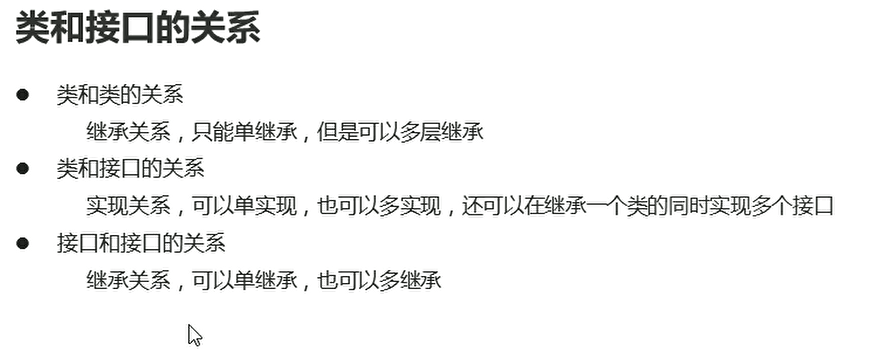 类和接口的关系
● 类和类的关系
继承关系，只能单继承，但是可以多层继承
● 类和接口的关系
实现关系，可以单实现，也可以多实现，还可以在继承一个类的同时实现多个接口
● 接口和接口的关系
继承关系，可以单继承，也可以多继承